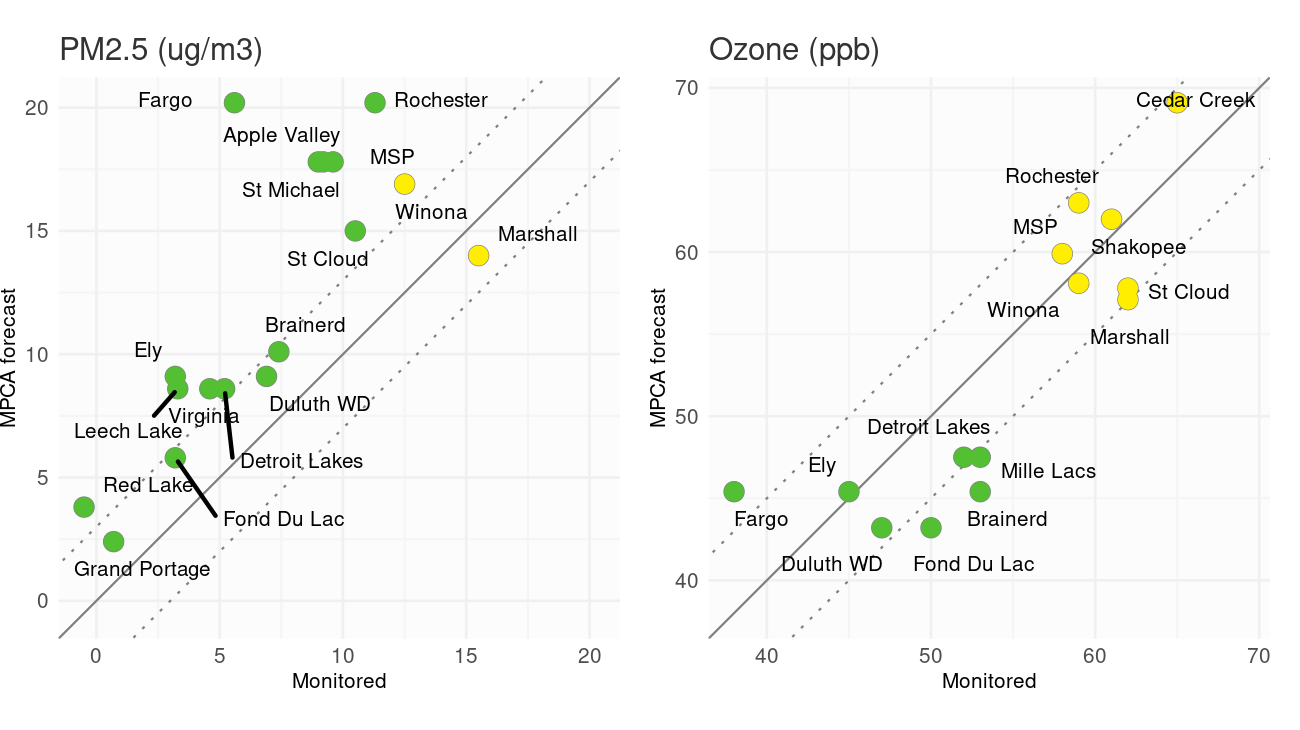 PM2.5 (ug/m3)
20
15
10
5
0
MPCA forecast
Fargo
Rochester
Apple Valley
MSP
St Michael
Winona
Marshall
St Cloud
Brainerd
Ely
Virginia
Duluth WD
Leech Lake
Detroit Lakes
Red Lake
Fond Du Lac
Grand Portage
0
5
10
15
20
Monitored
Ozone (ppb)
70
60
50
40
MPCA forecast
Cedar Creek
Rochester
MSP
Shakopee
St Cloud
Winona
Marshall
Detroit Lakes
Ely
Mille Lacs
Fargo
Brainerd
Duluth WD
Fond Du Lac
40
50
60
70
Monitored